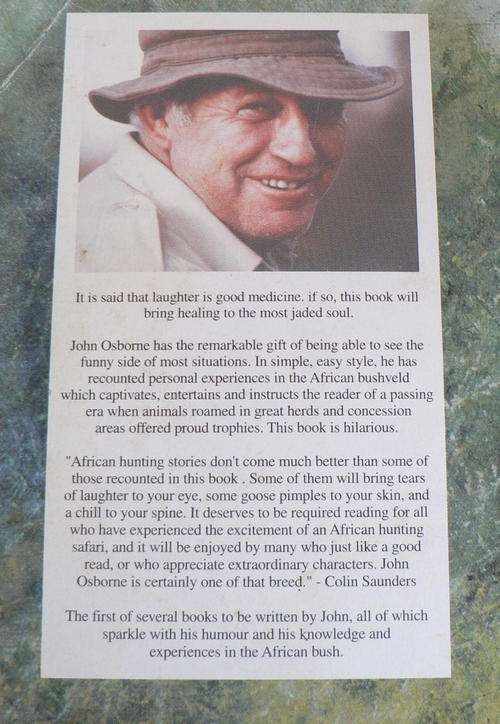 It is said that laughter is good medicine. if so, this book will
bring healing to the most jaded soul.
John Osborne has the remarkable gift of being able to see the
funny side of most situations. In simple, easy style, he has
recounted personal experiences in the African bushveld
which captivates, entertains and instructs the reader of a passing
era when animals roamed in great herds and concession
areas offered proud trophies. This book is hilarious.
"African hunting stories don't come much better than some of
those recounted in this book . Some of them will bring tears
of laughter to your eye, some goose pimples to your skin, and
a chill to your spine. It deserves to be required reading for all
who have experienced the excitement of an African hunting
safari, and it will be enjoyed by many who just like a good
read, or who appreciate extraordinary characters. John
Osborne is certainly one of that breed." - Colin Saunders
The first of several books to be written by John, all of which
sparkle with his humour and his knowledge and
experiences in the African bush.